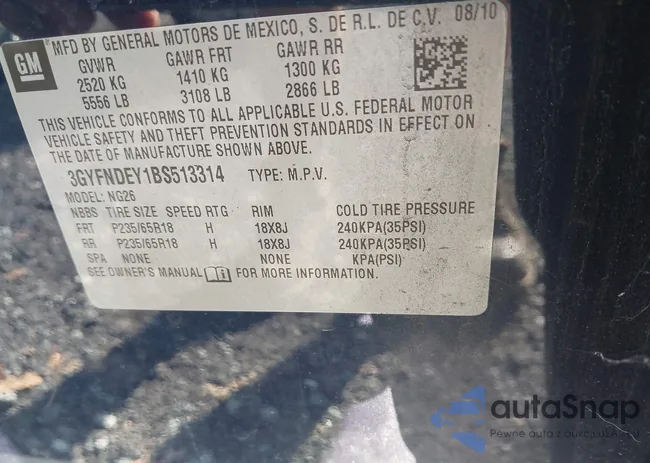 GM
MFD BY GENERAL MOTORS DE MEXICO, S. DE R.L. DE C.V. 08/10
GVWR GAWR FRT GAWR RR
2520 KG 1410 KG 1300 KG
5556 LB 3108 LB 2866 LB
THIS VEHICLE CONFORMS TO ALL APPLICABLE U.S. FEDERAL MOTOR
VEHICLE SAFETY AND THEFT PREVENTION STANDARDS IN EFFECT ON
THE DATE OF MANUFACTURE SHOWN ABOVE.
3GYFNDEY1BS513314 TYPE: M.P.V.
MODEL: NG26
NBBS TIRE SIZE SPEED RTG RIM COLD TIRE PRESSURE
FRT P235/65R18 H 18X8J 240KPA(35PSI)
RR P235/65R18 H 18X8J 240KPA(35PSI)
SPA NONE NONE KPA(PSI)
SEE OWNER'S MANUAL FOR MORE INFORMATION.
autaSnap
Pewne auta z aukcji USA